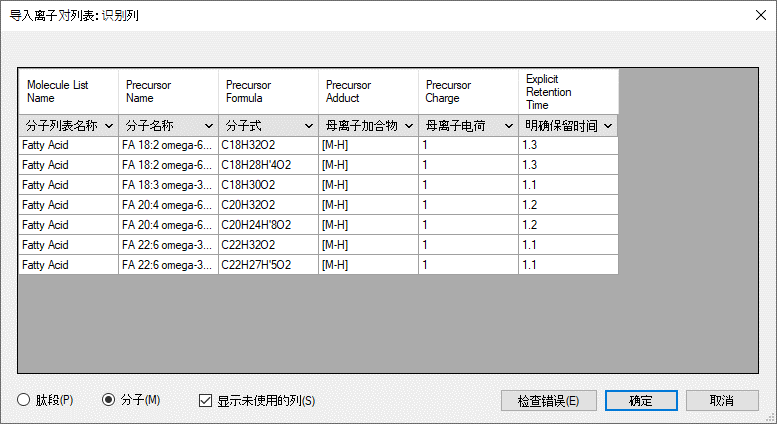 导入离子对列表: 识别列
Molecule List Name Precursor Name Precursor Formula Precursor Adduct Precursor Charge Explicit Retention Time
分子列表名称 分子名称 分子式 母离子加合物 母离子电荷 明确保留时间
Fatty Acid FA 18:2 omega-6... C18H32O2 [M-H] 1 1.3
Fatty Acid FA 18:2 omega-6... C18H28H'4O2 [M-H] 1 1.3
Fatty Acid FA 18:3 omega-3... C18H30O2 [M-H] 1 1.1
Fatty Acid FA 20:4 omega-6... C20H32O2 [M-H] 1 1.2
Fatty Acid FA 20:4 omega-6... C20H24H'8O2 [M-H] 1 1.2
Fatty Acid FA 22:6 omega-3... C22H32O2 [M-H] 1 1.1
Fatty Acid FA 22:6 omega-3... C22H27H'5O2 [M-H] 1 1.1
肽段(P) 分子(M) 显示未使用的列(S) 检查错误(E) 确定 取消